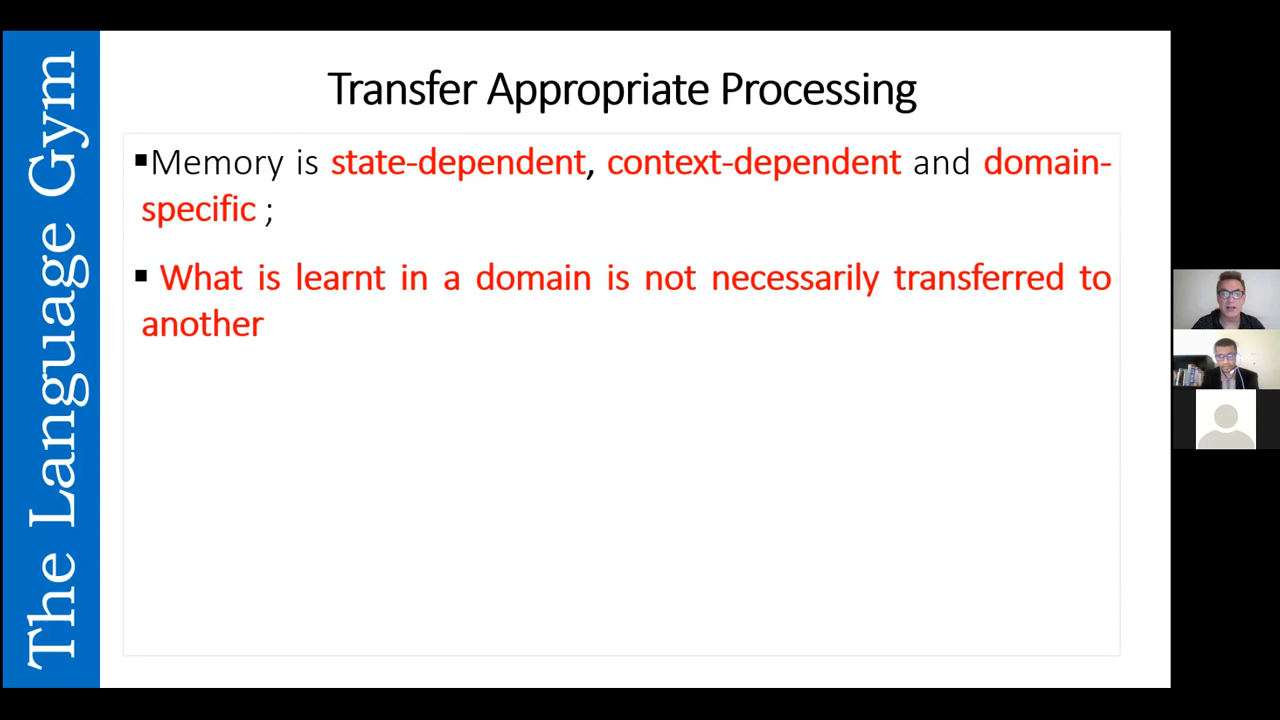 The Language Gym
Transfer Appropriate Processing
▪Memory is state-dependent, context-dependent and domain-
specific ;
▪ What is learnt in a domain is not necessarily transferred to
another